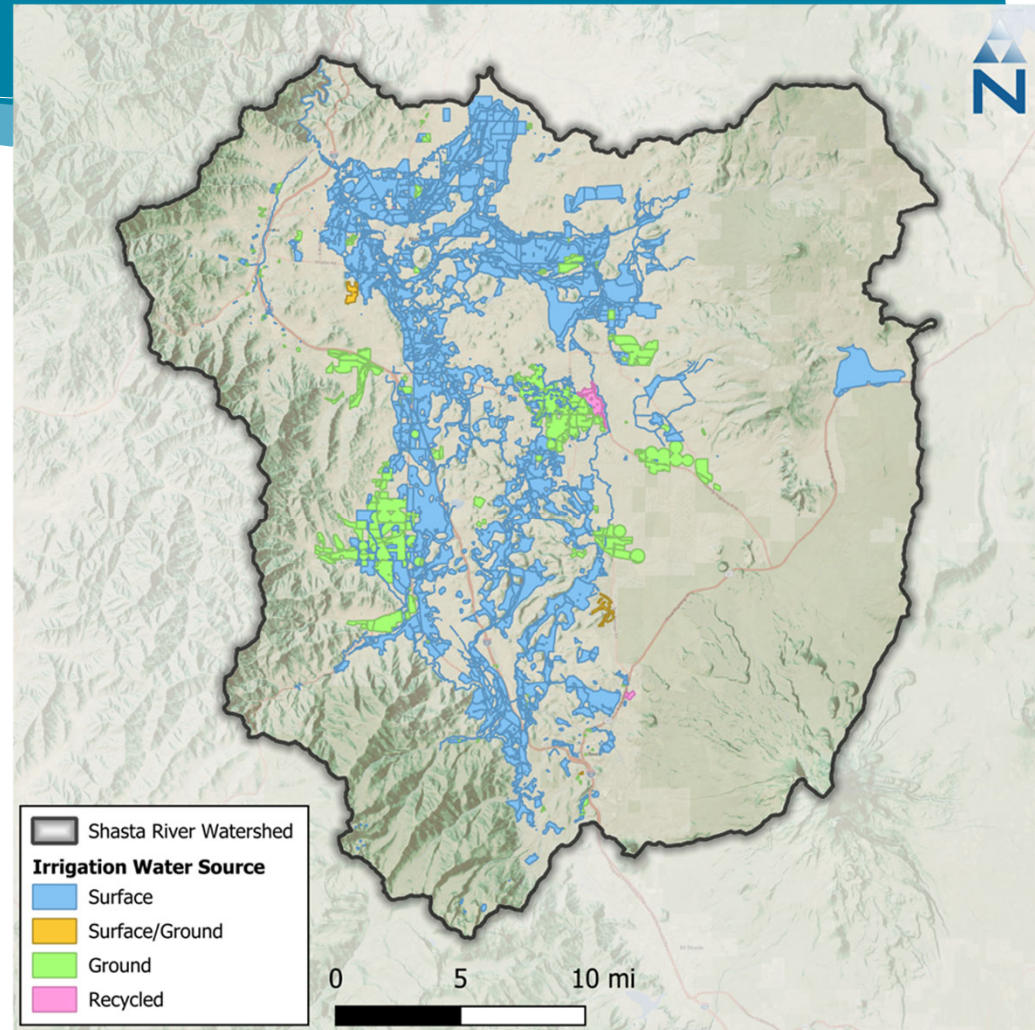 N
Shasta River Watershed
Irrigation Water Source
Surface
Surface/Ground
Ground
Recycled
0 5 10 mi